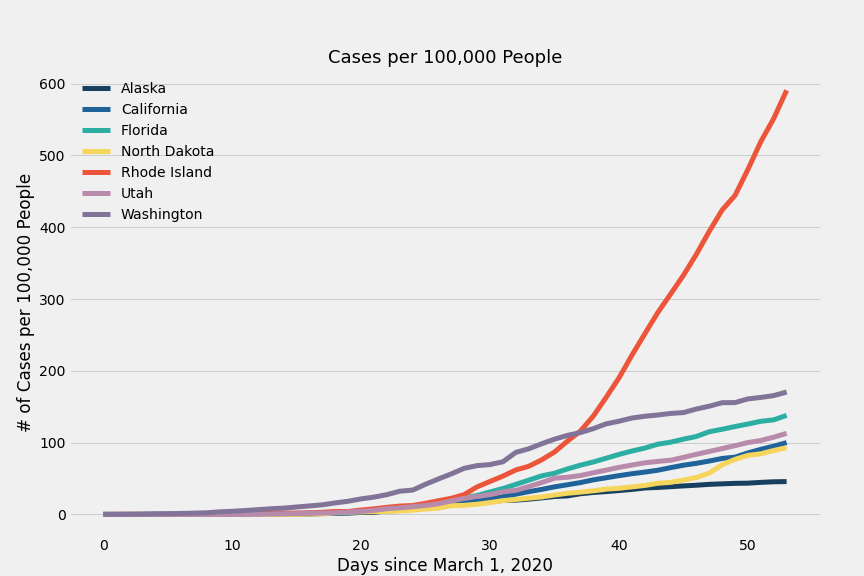 Cases per 100,000 People
# of Cases per 100,000 People
600
500
400
300
200
100
0
Alaska
California
Florida
North Dakota
Rhode Island
Utah
Washington
0 10 20 30 40 50
Days since March 1, 2020